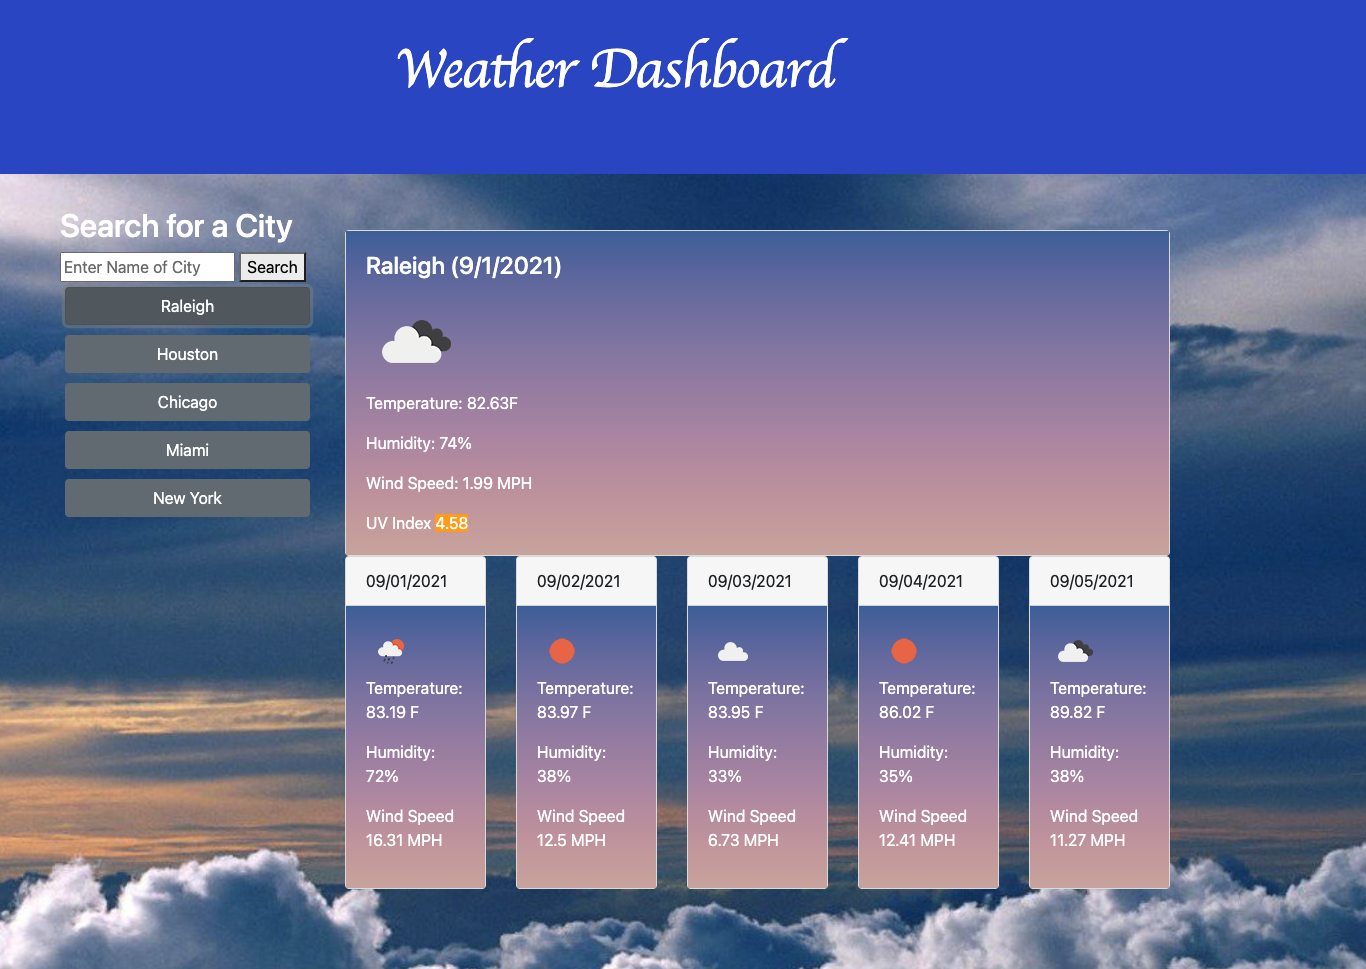 Weather Dashboard
Search for a City
Enter Name of City
Search
Raleigh
Houston
Chicago
Miami
New York
Raleigh (9/1/2021)
Temperature: 82.63F
Humidity: 74%
Wind Speed: 1.99 MPH
UV Index 4.58
09/01/2021
Temperature:
83.19 F
Humidity:
72%
Wind Speed
16.31 MPH
09/02/2021
Temperature:
83.97 F
Humidity:
38%
Wind Speed
12.5 MPH
09/03/2021
Temperature:
83.95 F
Humidity:
33%
Wind Speed
6.73 MPH
09/04/2021
Temperature:
86.02 F
Humidity:
35%
Wind Speed
12.41 MPH
09/05/2021
Temperature:
89.82 F
Humidity:
38%
Wind Speed
11.27 MPH